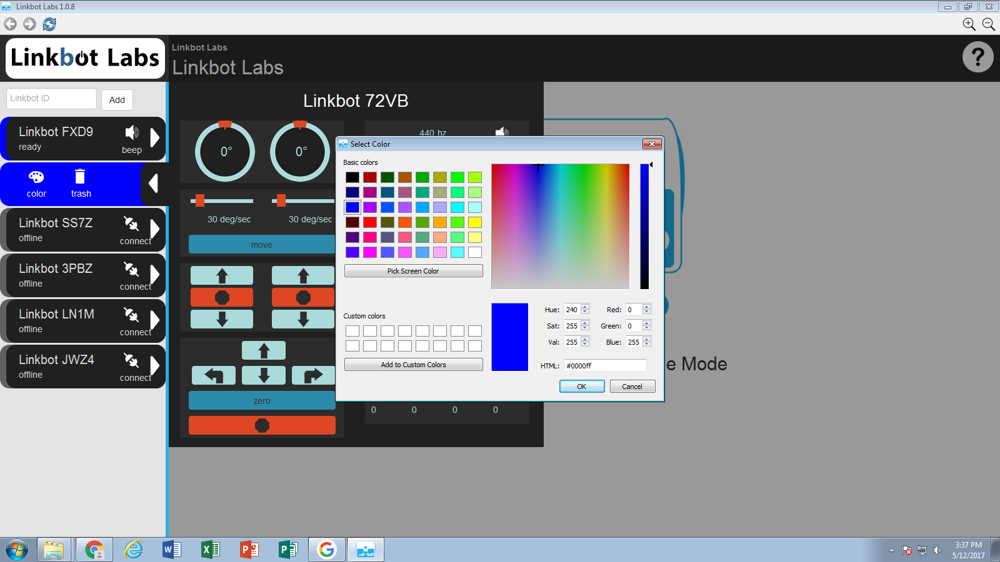 Linkbot Labs 1.0.8
Linkbot Labs
Linkbot Labs
Linkbot Labs
?
Linkbot ID
Add
Linkbot FXD9
ready
beep
color
trash
Linkbot SS7Z
offline
connect
Linkbot 3PBZ
offline
connect
Linkbot LN1M
offline
connect
Linkbot JWZ4
offline
connect
Linkbot 72VB
0°
0°
440 hz
30 deg/sec
30 deg/sec
move
zero
0 0 0 0
Select Color
Basic colors
Pick Screen Color
Custom colors
Add to Custom Colors
Hue: 240 Red: 0
Sat: 255 Green: 0
Val: 255 Blue: 255
HTML: #0000ff
OK Cancel
e Mode
3:37 PM
5/12/2017